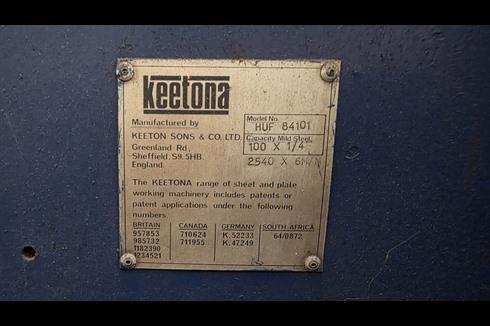 keetona
Manufactured by
KEETON SONS & CO. LTD.
Greenland Rd,
Sheffield. S9. 5HB.
England.
Model No.
HUF 84101
Capacity Mild Steel
100 X 1/4
2540 X 6M/M
The KEETONA range of sheet and plate
working machinery includes patents or
patent applications under the following
numbers.
BRITAIN CANADA GERMANY SOUTH AFRICA
957853 710624 K.52233 64/0872
985732 711955 K.47249
1182390
1234521